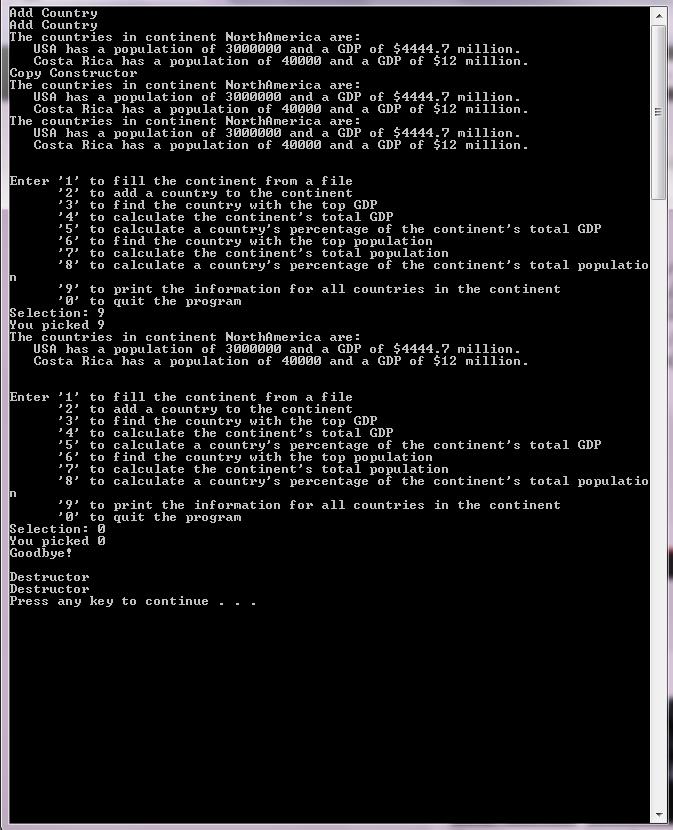 Add Country
Add Country
The countries in continent NorthAmerica are:
   USA has a population of 3000000 and a GDP of $4444.7 million.
   Costa Rica has a population of 40000 and a GDP of $12 million.
Copy Constructor
The countries in continent NorthAmerica are:
   USA has a population of 3000000 and a GDP of $4444.7 million.
   Costa Rica has a population of 40000 and a GDP of $12 million.
The countries in continent NorthAmerica are:
   USA has a population of 3000000 and a GDP of $4444.7 million.
   Costa Rica has a population of 40000 and a GDP of $12 million.
Enter '1' to fill the continent from a file
      '2' to add a country to the continent
      '3' to find the country with the top GDP
      '4' to calculate the continent's total GDP
      '5' to calculate a country's percentage of the continent's total GDP
      '6' to find the country with the top population
      '7' to calculate the continent's total population
      '8' to calculate a country's percentage of the continent's total populatio
n
      '9' to print the information for all countries in the continent
      '0' to quit the program
Selection: 9
You picked 9
The countries in continent NorthAmerica are:
   USA has a population of 3000000 and a GDP of $4444.7 million.
   Costa Rica has a population of 40000 and a GDP of $12 million.
Enter '1' to fill the continent from a file
      '2' to add a country to the continent
      '3' to find the country with the top GDP
      '4' to calculate the continent's total GDP
      '5' to calculate a country's percentage of the continent's total GDP
      '6' to find the country with the top population
      '7' to calculate the continent's total population
      '8' to calculate a country's percentage of the continent's total populatio
n
      '9' to print the information for all countries in the continent
      '0' to quit the program
Selection: 0
You picked 0
Goodbye!
Destructor
Destructor
Press any key to continue . . .